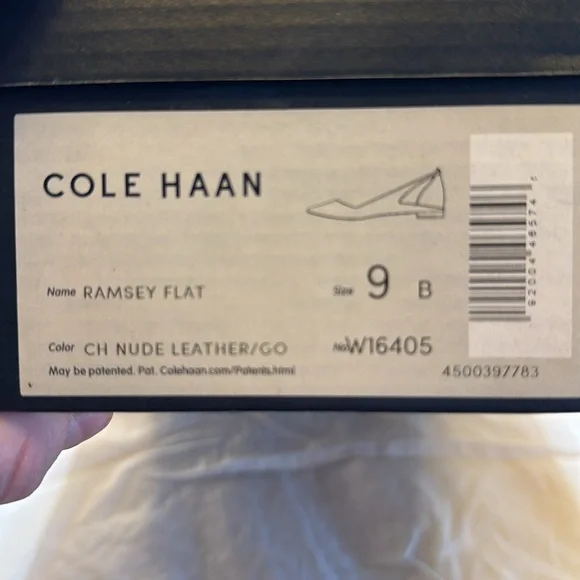 COLE HAAN
Name RAMSEY FLAT
Size 9 B
Color CH NUDE LEATHER/GO
No. W16405
May be patented. Pat. Colehaan.com/Patents.html
4500397783